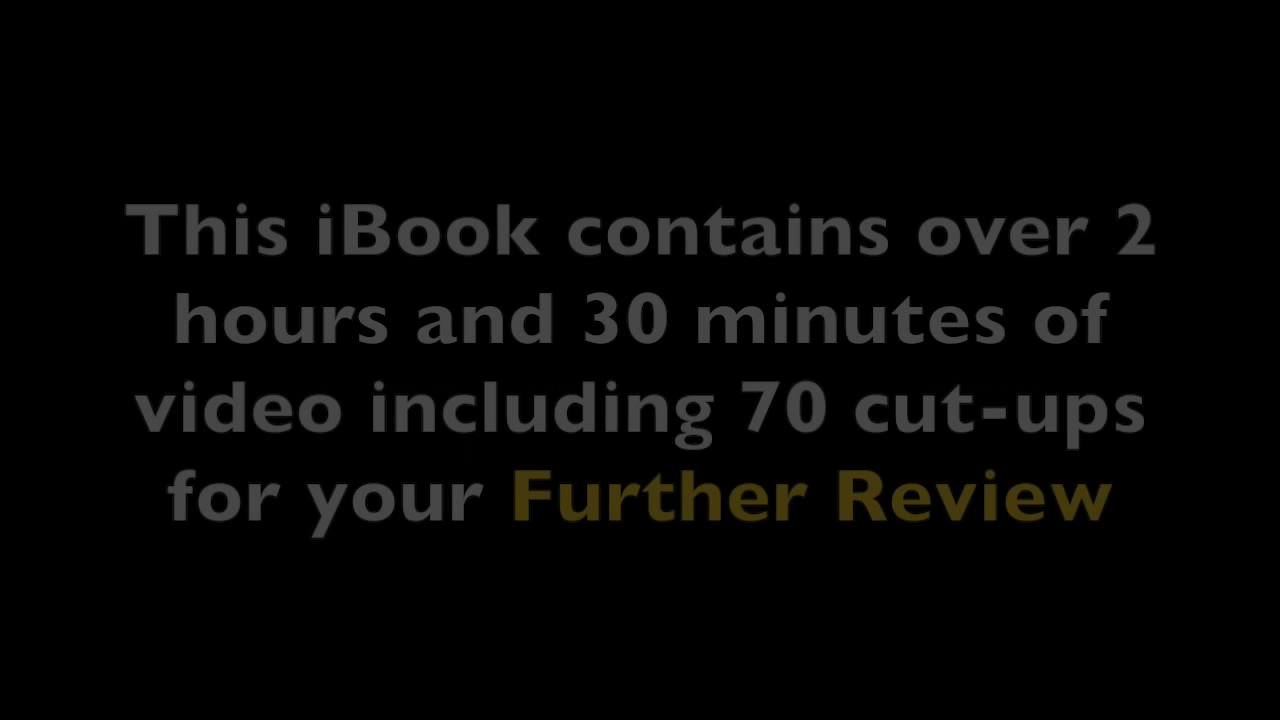 This iBook contains over 2
hours and 30 minutes of
video including 70 cut-ups
for your Further Review